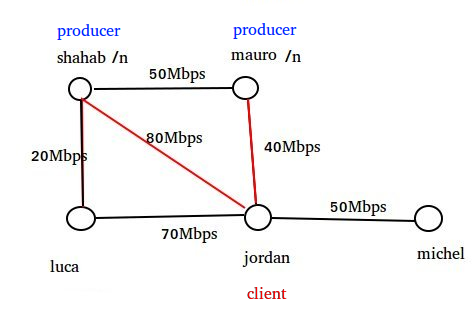 producer
producer
shahab /n
mauro /n
50Mbps
80Mbps
40Mbps
20Mbps
50Mbps
70Mbps
luca
jordan
michel
client